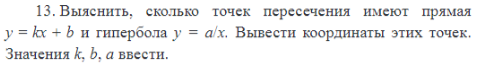 13. Выяснить, сколько точек пересечения имеют прямая
y = kx + b и гипербола y = a/x. Вывести координаты этих точек.
Значения k, b, a ввести.